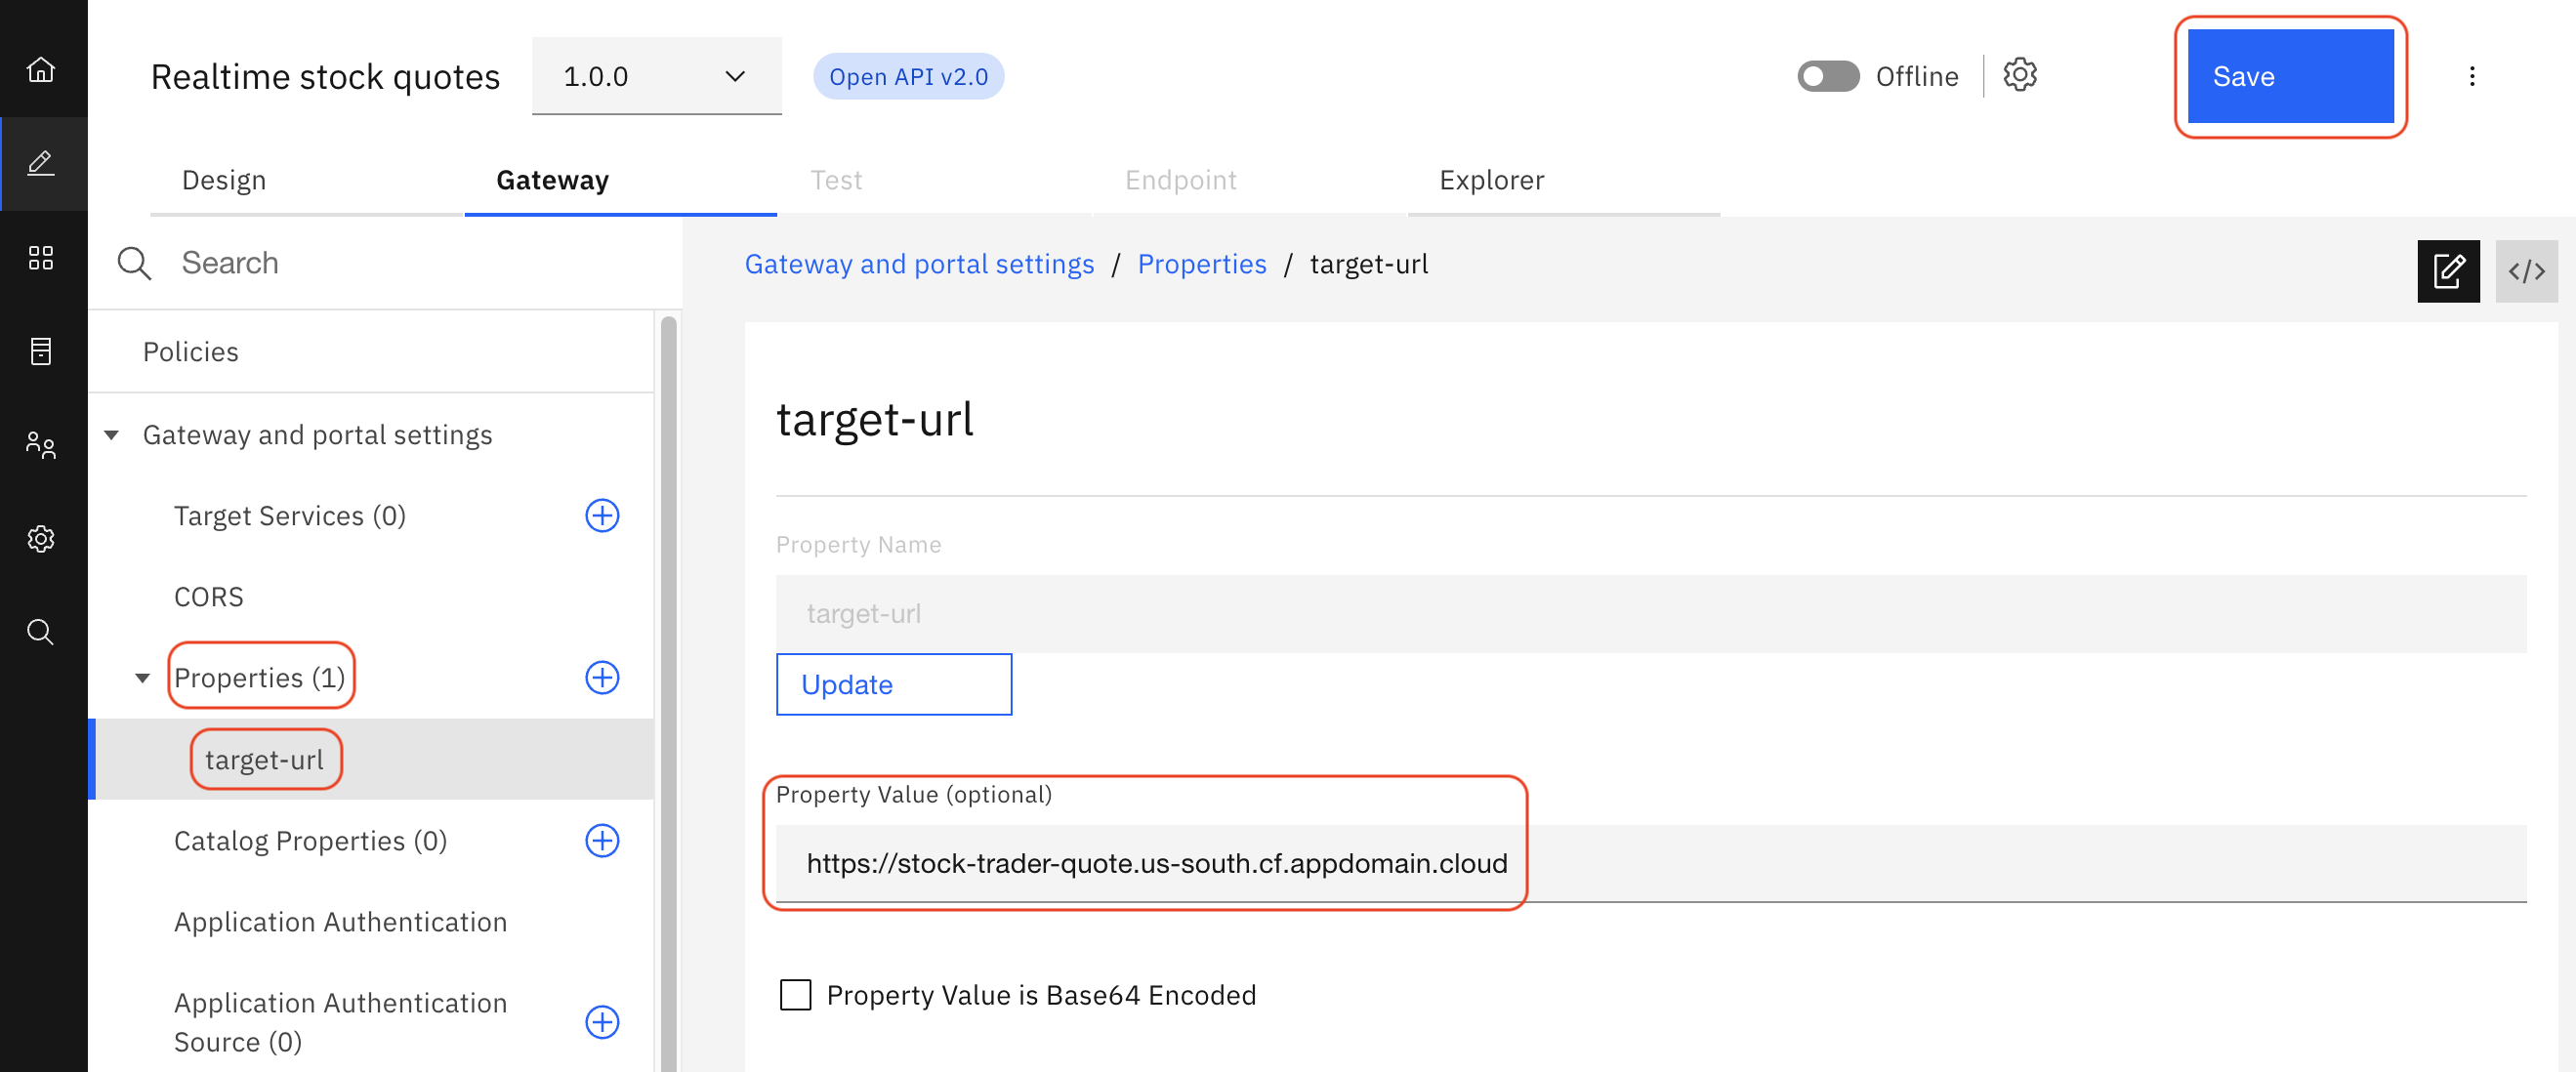 Realtime stock quotes
1.0.0
Open API v2.0
Offline
Save
Design
Gateway
Test
Endpoint
Explorer
Search
Policies
Gateway and portal settings
Target Services (0)
CORS
Properties (1)
target-url
Catalog Properties (0)
Application Authentication
Application Authentication
Source (0)
Gateway and portal settings / Properties / target-url
</>
target-url
Property Name
target-url
Update
Property Value (optional)
https://stock-trader-quote.us-south.cf.appdomain.cloud
Property Value is Base64 Encoded